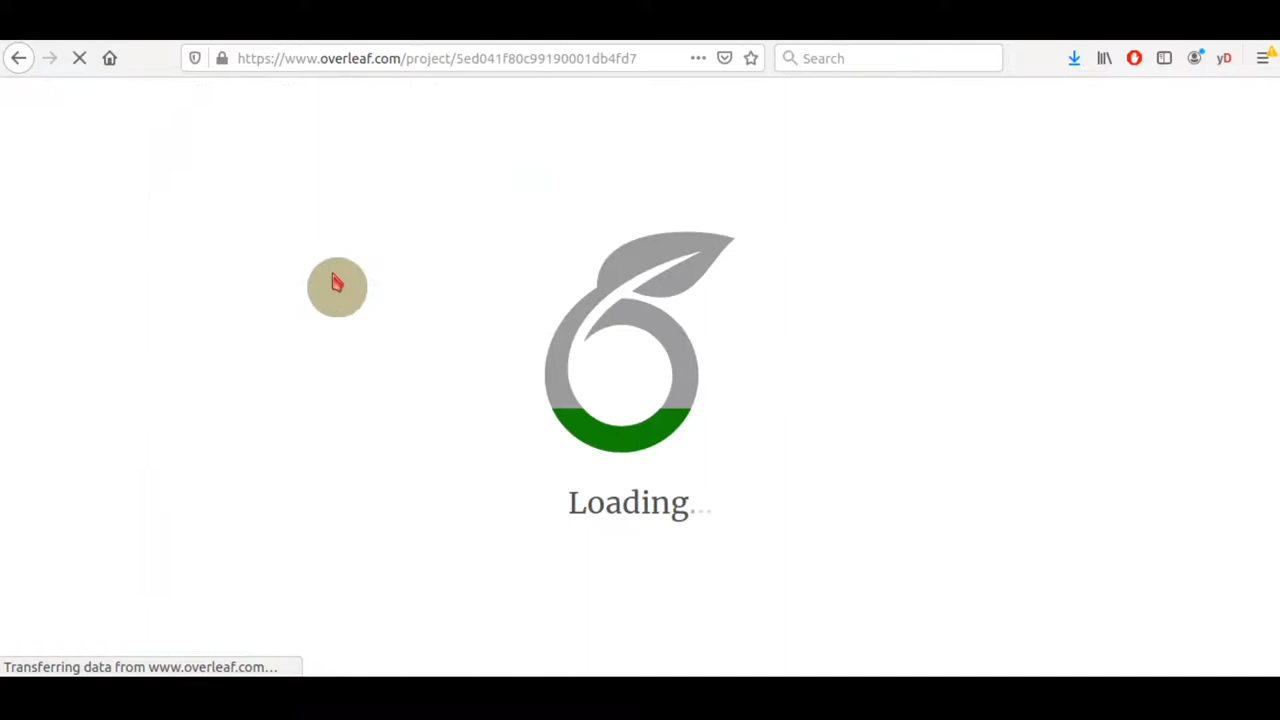 https://www.overleaf.com/project/5ed041f80c99190001db4fd7
Search
yD
Loading...
Transferring data from www.overleaf.com…